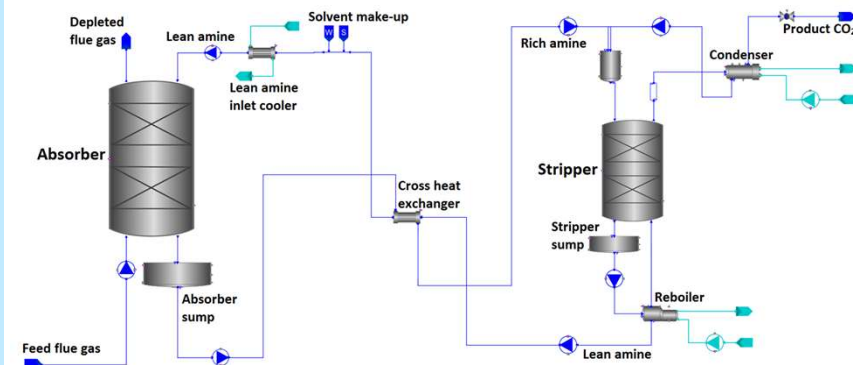 Depleted
flue gas
Lean amine
Solvent make-up
W
S
Lean amine
inlet cooler
Rich amine
Condenser
Product CO₂
Absorber
Stripper
Cross heat
exchanger
Stripper
sump
Absorber
sump
Reboiler
Feed flue gas
Lean amine